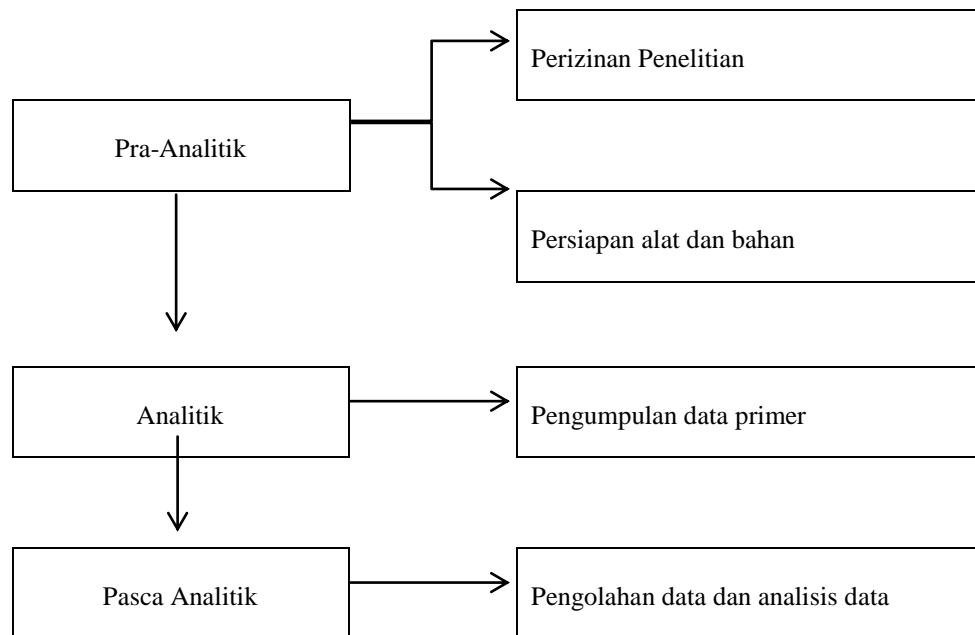 Perizinan Penelitian
Pra-Analitik
Persiapan alat dan bahan
Analitik
Pengumpulan data primer
Pasca Analitik
Pengolahan data dan analisis data